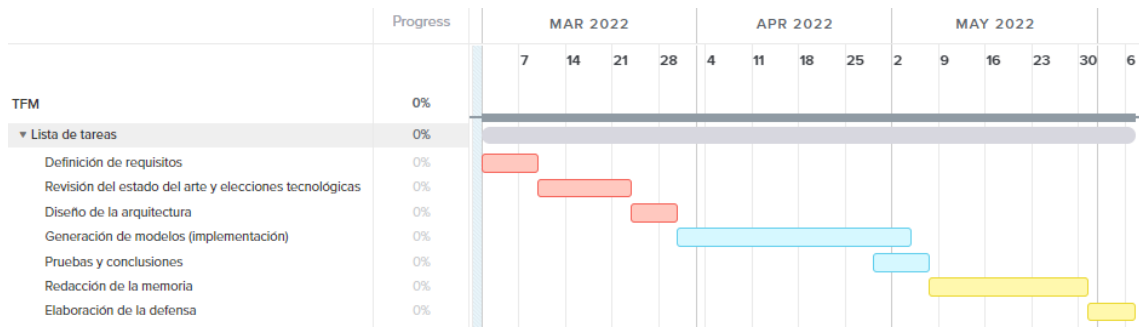 Progress MAR 2022 APR 2022 MAY 2022
7 14 21 28 4 11 18 25 2 9 16 23 30 6
TFM 0%
Lista de tareas 0%
Definición de requisitos 0%
Revisión del estado del arte y elecciones tecnológicas 0%
Diseño de la arquitectura 0%
Generación de modelos (implementación) 0%
Pruebas y conclusiones 0%
Redacción de la memoria 0%
Elaboración de la defensa 0%